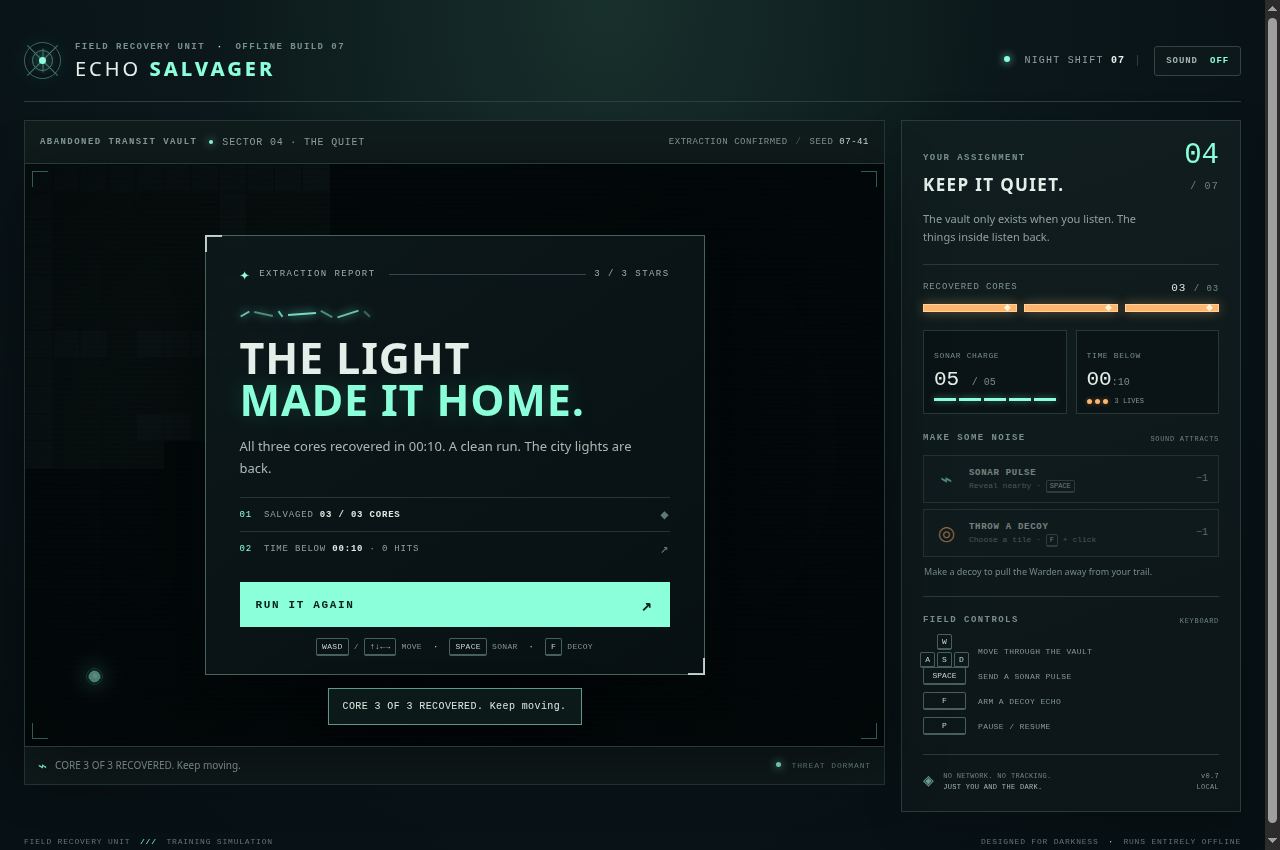 FIELD RECOVERY UNIT · OFFLINE BUILD 07
ECHO SALVAGER
NIGHT SHIFT 07
SOUND OFF
ABANDONED TRANSIT VAULT • SECTOR 04 · THE QUIET
EXTRACTION CONFIRMED / SEED 07-41
EXTRACTION REPORT
3 / 3 STARS
THE LIGHT
MADE IT HOME.
All three cores recovered in 00:10. A clean run. The city lights are
back.
01 SALVAGED 03 / 03 CORES
02 TIME BELOW 00:10 · 0 HITS
RUN IT AGAIN ↗
WASD / ↑↓←→ MOVE · SPACE SONAR · F DECOY
CORE 3 OF 3 RECOVERED. Keep moving.
CORE 3 OF 3 RECOVERED. Keep moving.
THREAT DORMANT
YOUR ASSIGNMENT
04
KEEP IT QUIET.
/ 07
The vault only exists when you listen. The
things inside listen back.
RECOVERED CORES
03 / 03
SONAR CHARGE
05 / 05
TIME BELOW
00:10
3 LIVES
MAKE SOME NOISE
SOUND ATTRACTS
SONAR PULSE
Reveal nearby · SPACE
−1
THROW A DECOY
Choose a tile · F + click
−1
Make a decoy to pull the Warden away from your trail.
FIELD CONTROLS
KEYBOARD
W
A S D
MOVE THROUGH THE VAULT
SPACE
SEND A SONAR PULSE
F
ARM A DECOY ECHO
P
PAUSE / RESUME
NO NETWORK. NO TRACKING.
JUST YOU AND THE DARK.
v0.7
LOCAL
FIELD RECOVERY UNIT /// TRAINING SIMULATION
DESIGNED FOR DARKNESS · RUNS ENTIRELY OFFLINE